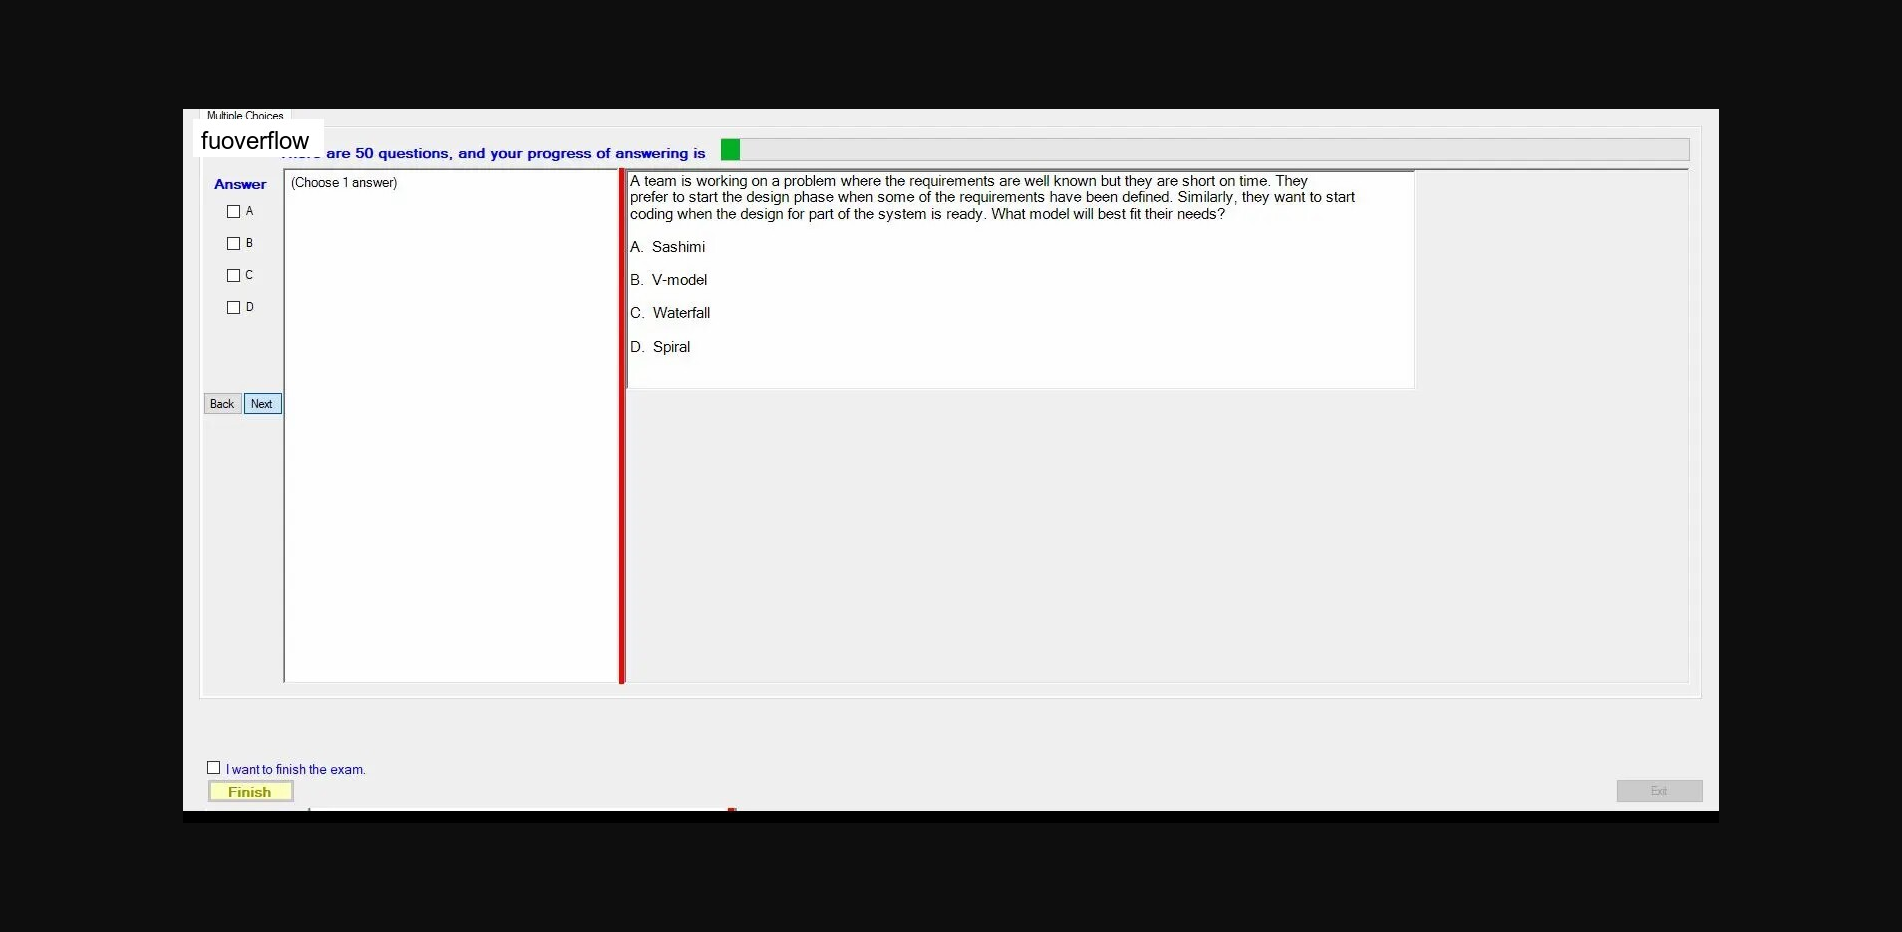 Multiple Choices
fuoverflow
are 50 questions, and your progress of answering is
Answer
(Choose 1 answer)
A
B
C
D
Back
Next
A team is working on a problem where the requirements are well known but they are short on time. They
prefer to start the design phase when some of the requirements have been defined. Similarly, they want to start
coding when the design for part of the system is ready. What model will best fit their needs?
A. Sashimi
B. V-model
C. Waterfall
D. Spiral
I want to finish the exam.
Finish
Exit